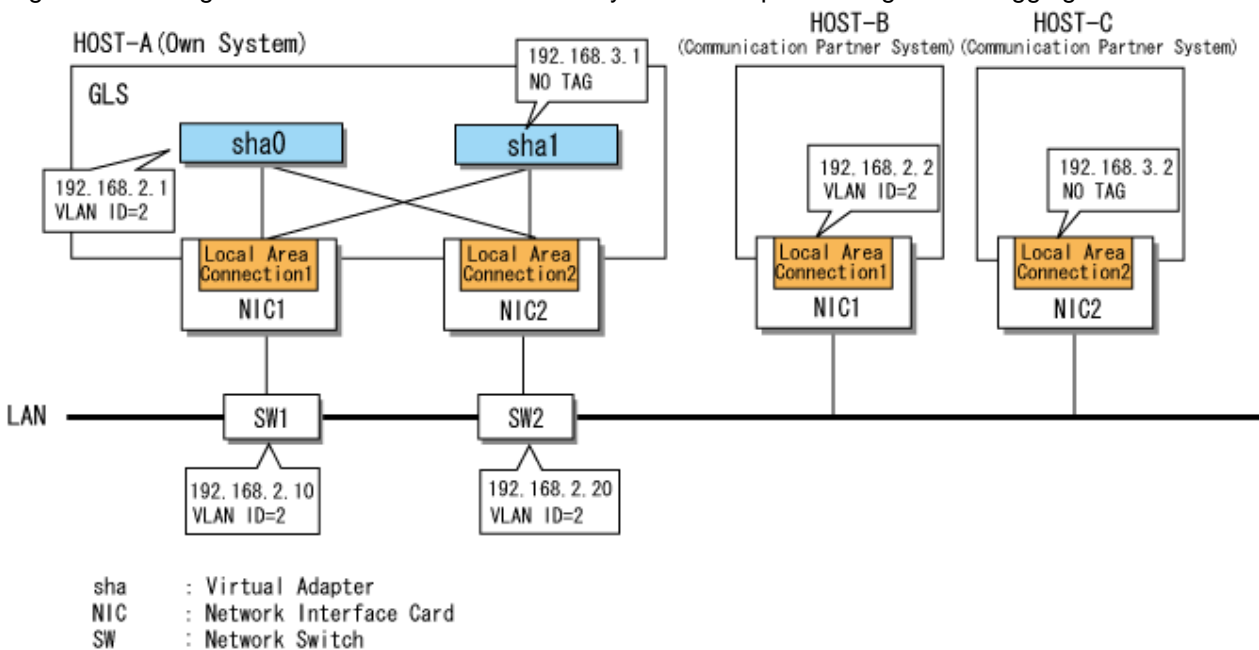 HOST-B
HOST-C
HOST-A(Own System)
(Communication Partner System)
(Communication Partner System)
192.168.3.1
NO TAG
GLS
sha0
sha1
192.168.2.1
VLAN ID=2
192.168.2.2
VLAN ID=2
192.168.3.2
NO TAG
Local Area
Connection1
NIC1
Local Area
Connection2
NIC2
Local Area
Connection1
NIC1
Local Area
Connection2
NIC2
LAN
SW1
SW2
192.168.2.10
VLAN ID=2
192.168.2.20
VLAN ID=2
sha : Virtual Adapter
NIC : Network Interface Card
SW : Network Switch